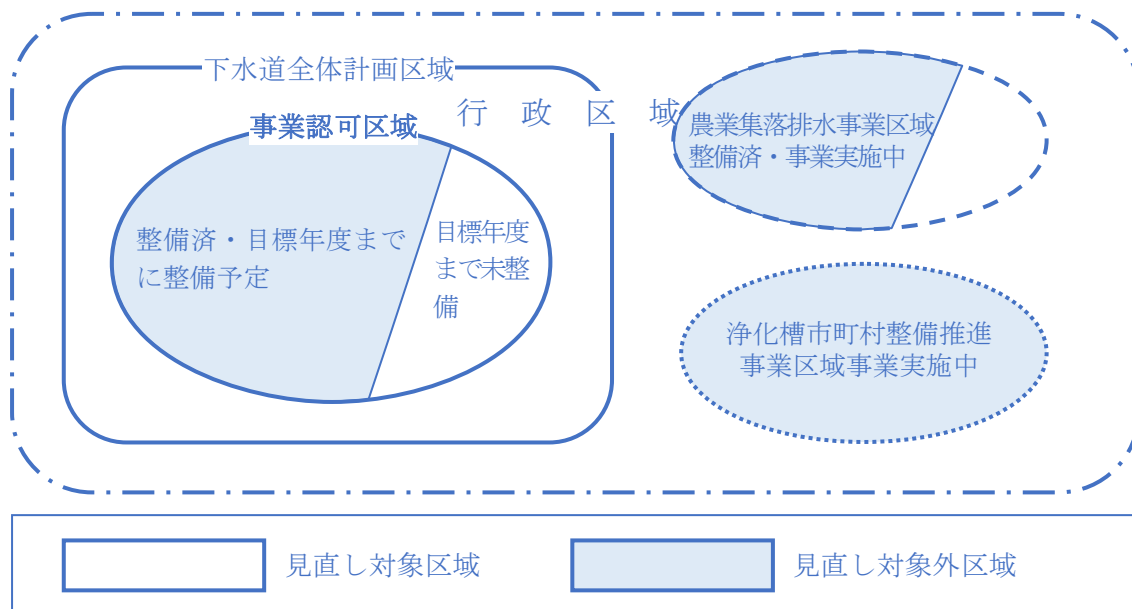 下水道全体計画区域
行政区域
事業認可区域
整備済・目標年度まで
に整備予定
目標年度
まで未整
備
農業集落排水事業区域
整備済・事業実施中
浄化槽市町村整備推進
事業区域事業実施中
見直し対象区域
見直し対象外区域